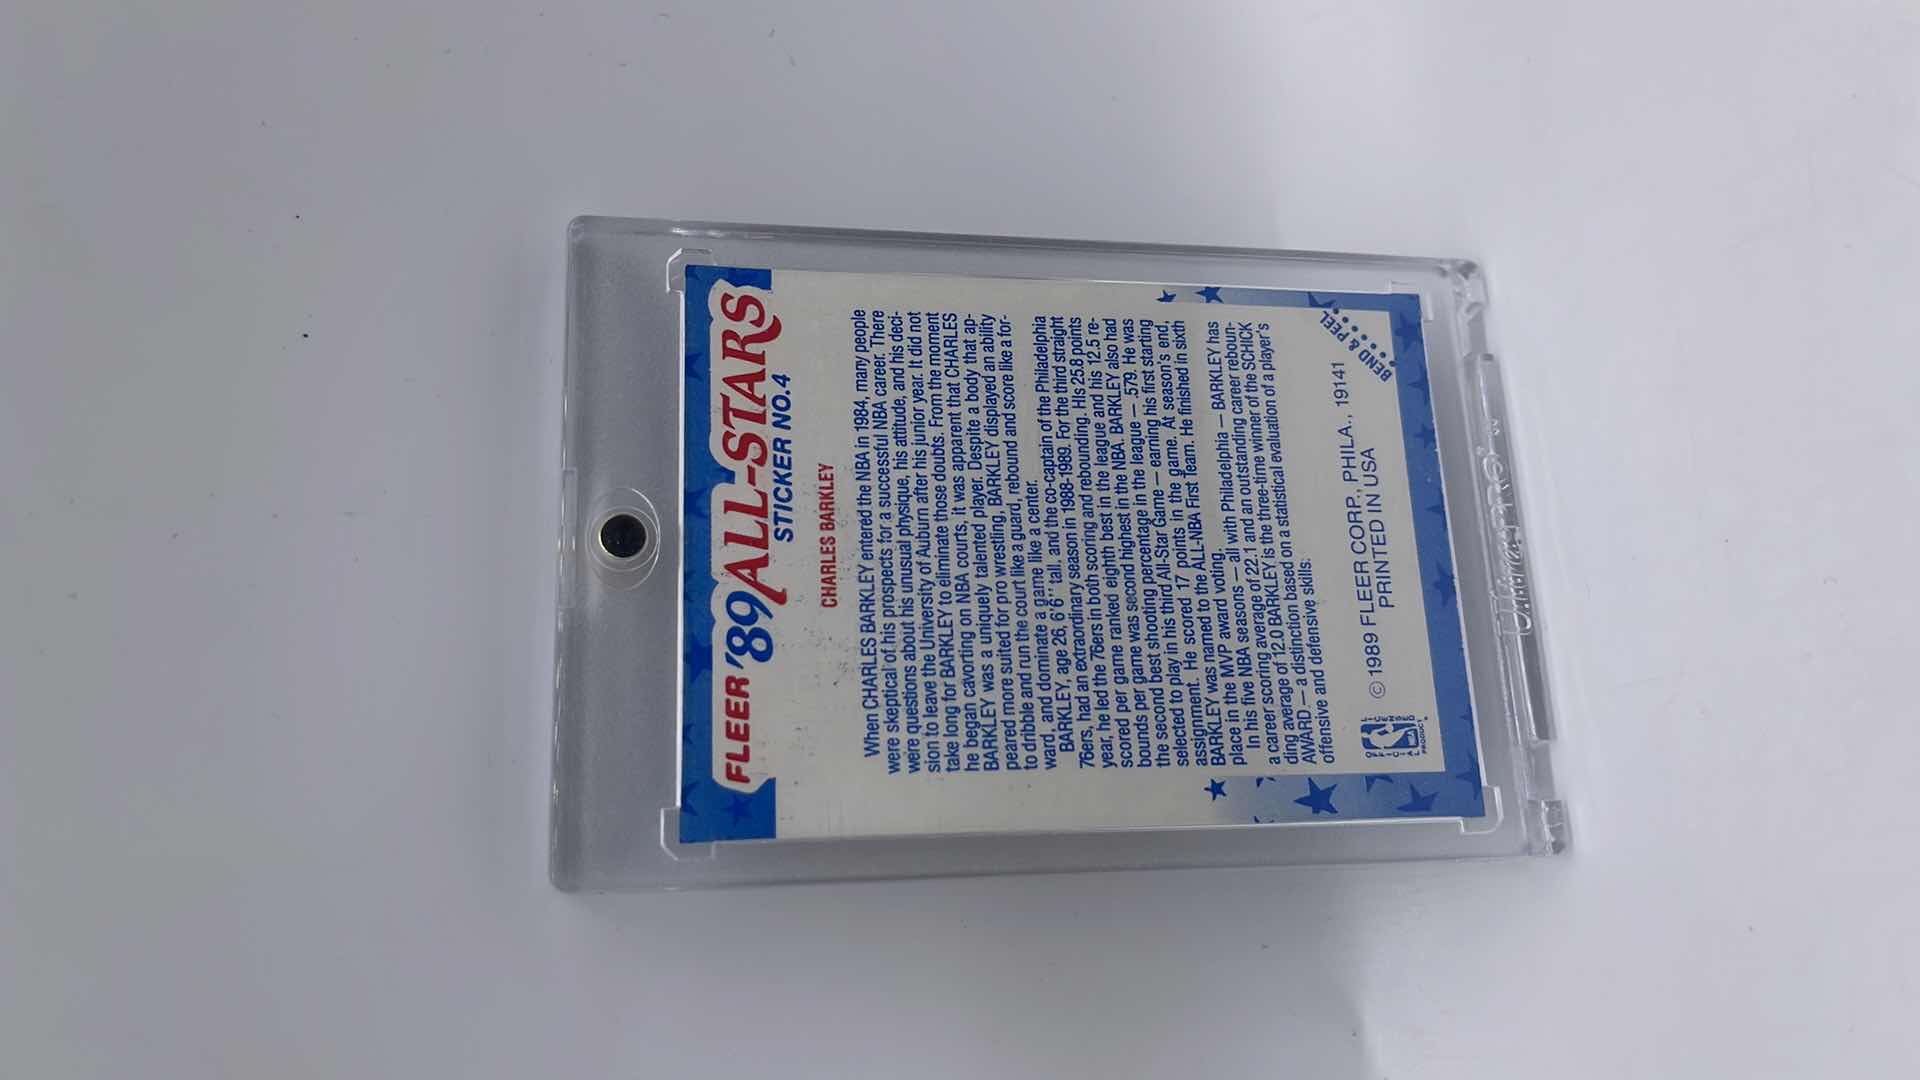 FLEER '89 ALL-STARS
STICKER NO.4
CHARLES BARKLEY
When CHARLES BARKLEY entered the NBA in 1984, many people
were skeptical of his prospects for a successful NBA career. There
were questions about his unusual physique, his attitude, and his deci-
sion to leave the University of Auburn after his junior year. It did not
take long for BARKLEY to eliminate those doubts. From the moment
he began cavorting on NBA courts, it was apparent that CHARLES
BARKLEY was a uniquely talented player. Despite a body that ap-
peared more suited for pro wrestling, BARKLEY displayed an ability
to dribble and run the court like a guard, rebound and score like a for-
ward, and dominate a game like a center.
BARKLEY, age 26, 6'6" tall, and the co-captain of the Philadelphia
76ers, had an extraordinary season in 1988-1989. For the third straight
year, he led the 76ers in both scoring and rebounding. His 25.8 points
scored per game ranked eighth best in the league and his 12.5 re-
bounds per game was second highest in the NBA. BARKLEY also had
the second best shooting percentage in the league — .579. He was
selected to play in his third All-Star Game — earning his first starting
assignment. He scored 17 points in the game. At season's end,
BARKLEY was named to the ALL-NBA First Team. He finished in sixth
place in the MVP award voting.
In his five NBA seasons — all with Philadelphia — BARKLEY has
a career scoring average of 22.1 and an outstanding career reboun-
ding average of 12.0 BARKLEY is the three-time winner of the SCHICK
AWARD — a distinction based on a statistical evaluation of a player's
offensive and defensive skills.
BEND & PEEL
© 1989 FLEER CORP., PHILA., 19141
PRINTED IN USA
OFFICIAL
LICENSED
NBA
PRODUCT
Ultra PRO